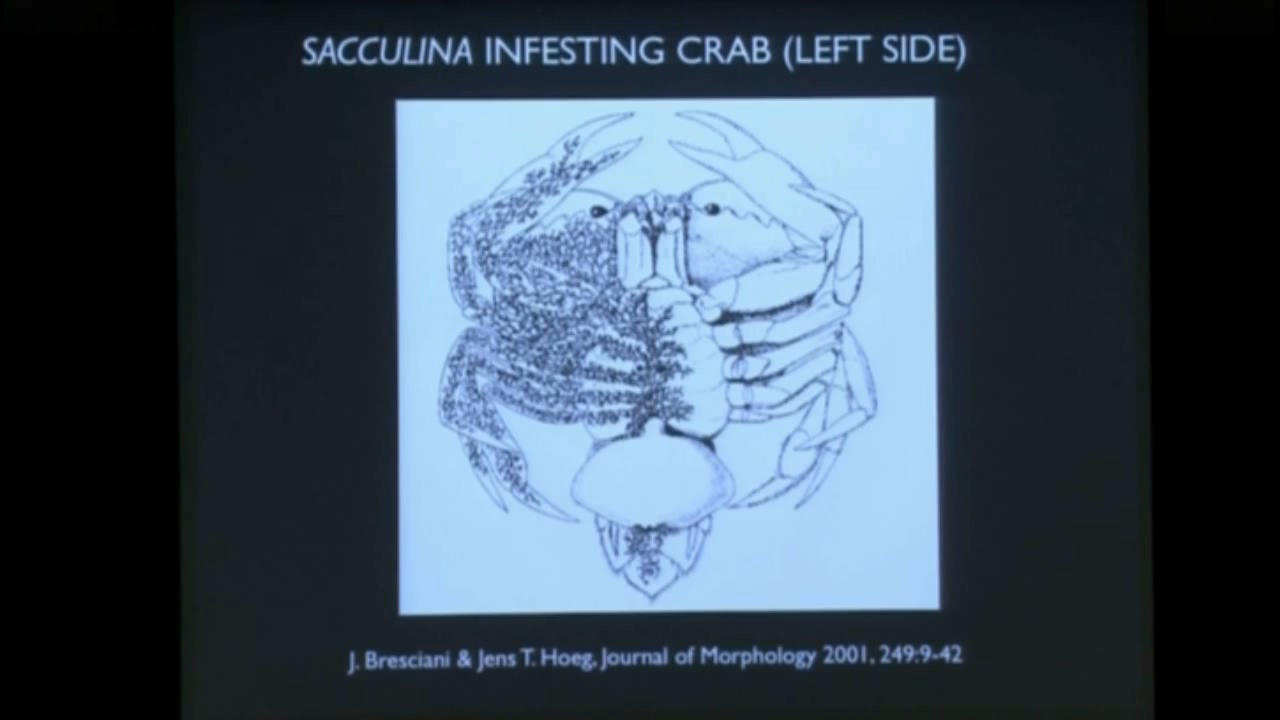 SACCULINA INFESTING CRAB (LEFT SIDE)
J. Bresciani & Jens T. Hoeg, Journal of Morphology 2001, 249:9-42